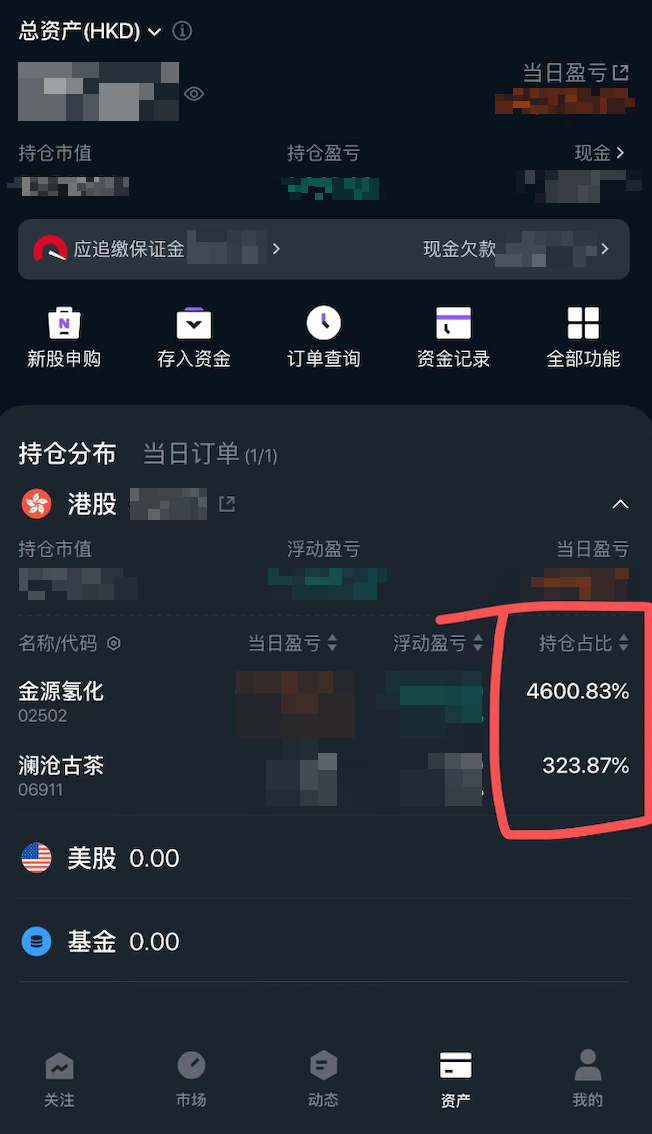 总资产(HKD)
当日盈亏
持仓市值 持仓盈亏 现金
应追缴保证金 现金欠款
N
新股申购 存入资金 订单查询 资金记录 全部功能
持仓分布 当日订单(1/1)
港股
持仓市值 浮动盈亏 当日盈亏
名称/代码 当日盈亏 浮动盈亏 持仓占比
金源氢化 4600.83%
02502
澜沧古茶 323.87%
06911
美股 0.00
基金 0.00
关注 市场 动态 资产 我的